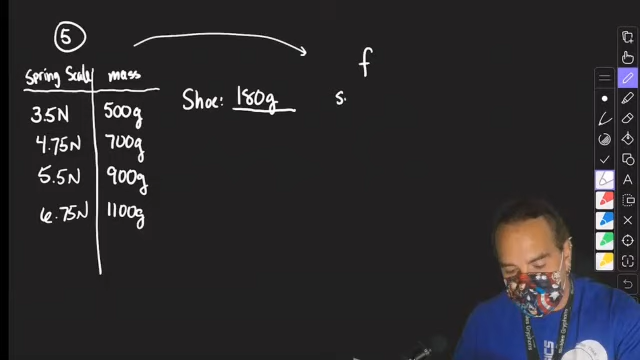 5
Spring Scale mass
3.5N 500g
4.75N 700g
5.5N 900g
6.75N 1100g
Shoe: 180g
f
s.